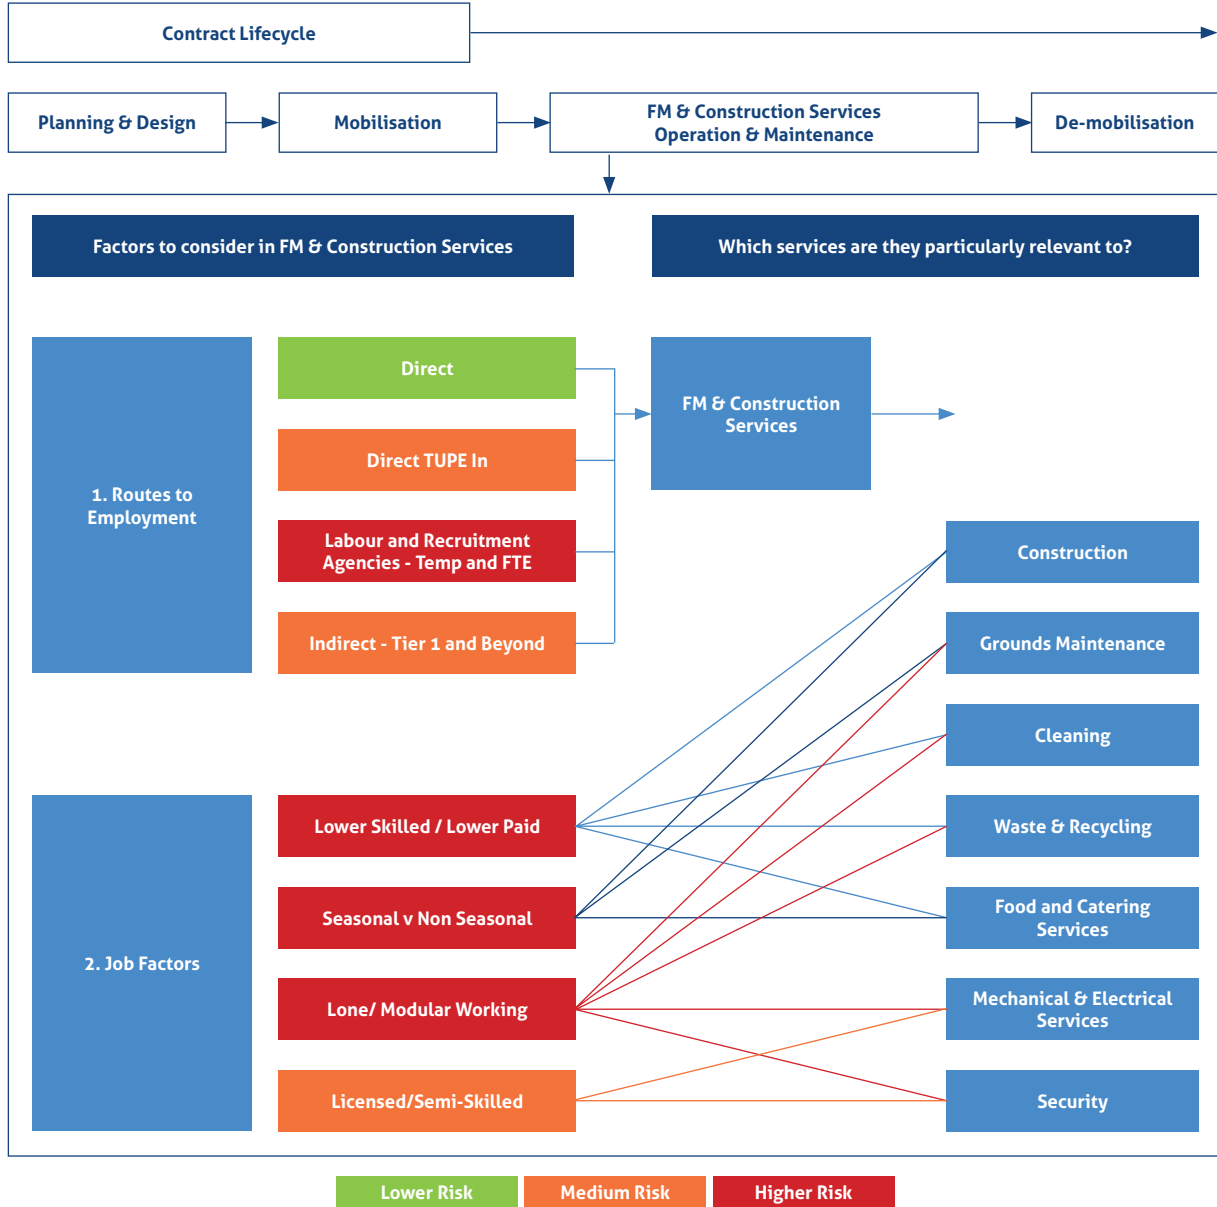 Contract Lifecycle
Planning & Design
Mobilisation
FM & Construction Services
Operation & Maintenance
De-mobilisation
Factors to consider in FM & Construction Services
Which services are they particularly relevant to?
1. Routes to
Employment
Direct
Direct TUPE In
Labour and Recruitment
Agencies - Temp and FTE
Indirect - Tier 1 and Beyond
FM & Construction
Services
2. Job Factors
Lower Skilled / Lower Paid
Seasonal v Non Seasonal
Lone/ Modular Working
Licensed/Semi-Skilled
Construction
Grounds Maintenance
Cleaning
Waste & Recycling
Food and Catering
Services
Mechanical & Electrical
Services
Security
Lower Risk
Medium Risk
Higher Risk